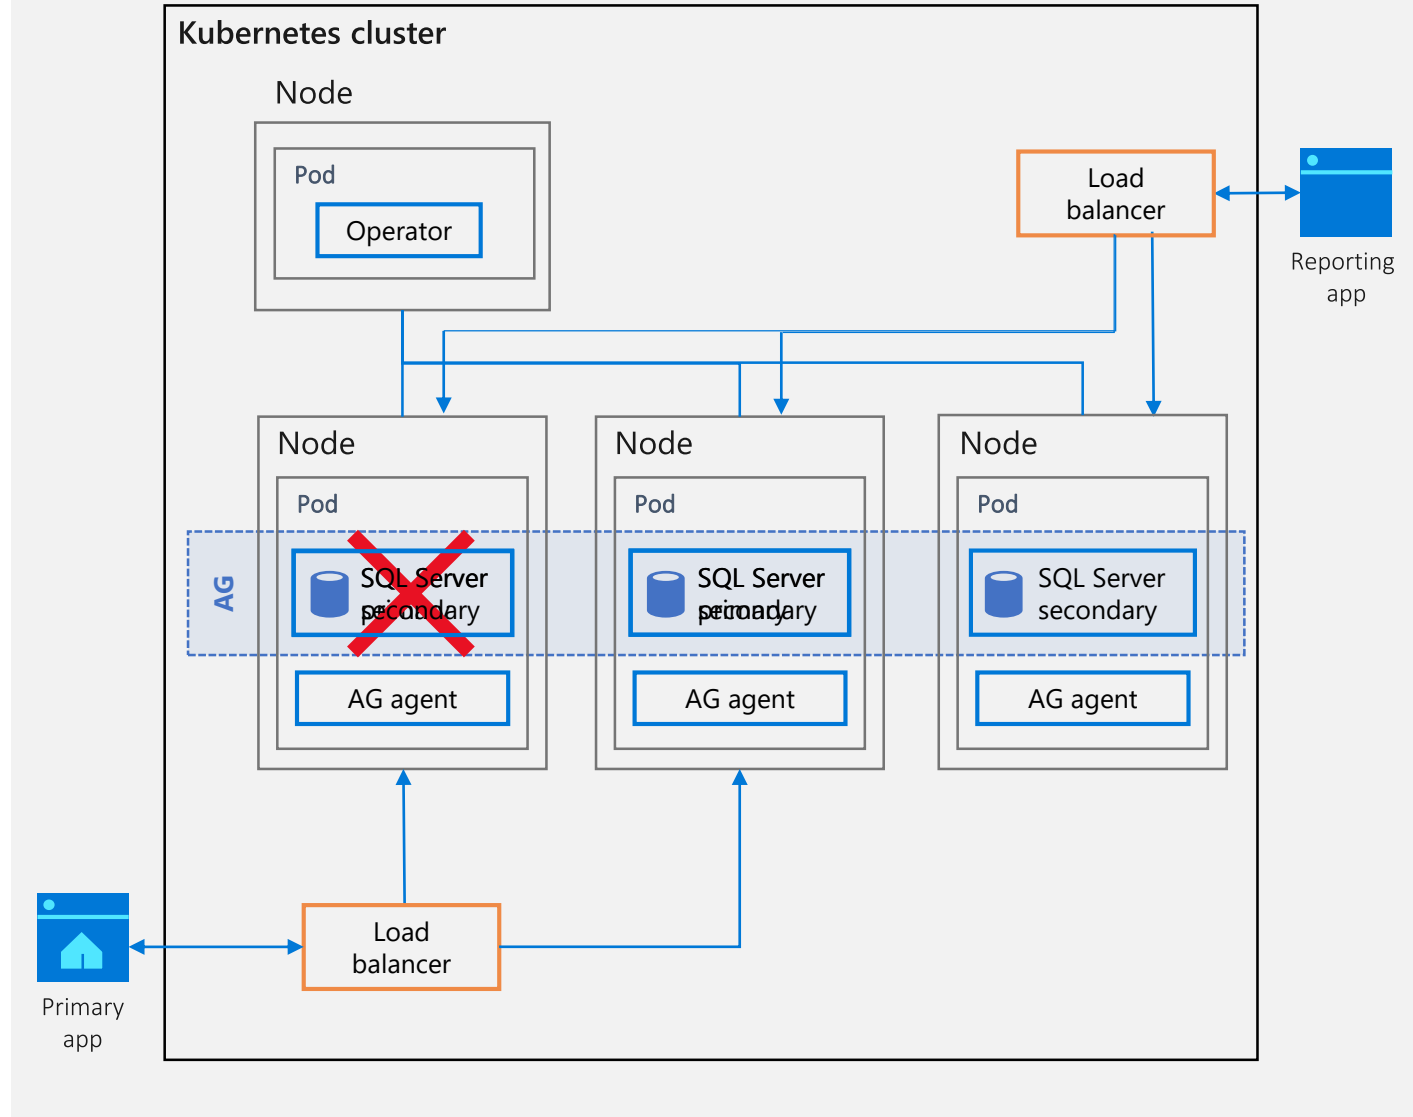 Kubernetes cluster
Node
Pod
Operator
Load
balancer
Reporting
app
Node
Node
Node
Pod
Pod
Pod
AG
SQL Server
secondary
SQL Server
SQL Server
secondary
AG agent
AG agent
AG agent
Load
balancer
Primary
app